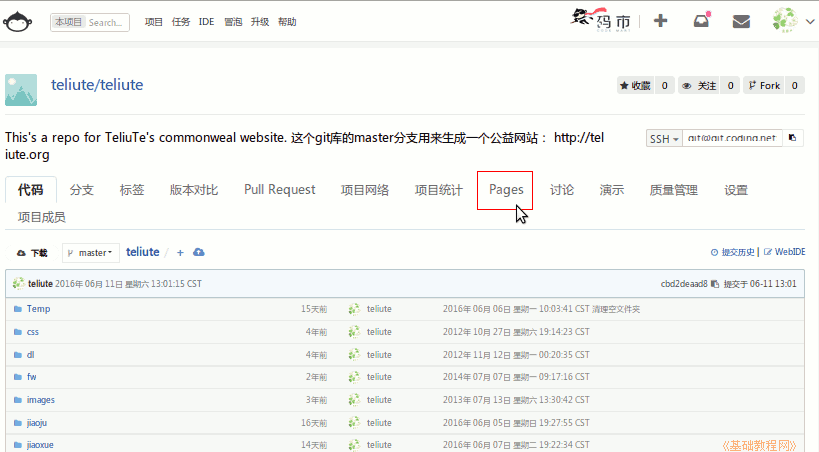 本项目 Search... 项目 任务 IDE 冒泡 升级 帮助 码市
teliute/teliute 收藏 0 关注 0 Fork 0
This's a repo for TeliuTe's commonweal website. 这个git库的master分支用来生成一个公益网站： http://tel
iute.org
SSH git@git.coding.net:
代码 分支 标签 版本对比 Pull Request 项目网络 项目统计 Pages 讨论 演示 质量管理 设置
项目成员
下载 master teliute / + 提交历史 | WebIDE
teliute 2016年 06月 11日 星期六 13:01:15 CST cbd2deaad8 提交于 06-11 13:01
Temp 15天前 teliute 2016年 06月 06日 星期一 10:03:41 CST 清理空文件夹
css 4年前 teliute 2012年 10月 27日 星期六 19:14:23 CST
dl 4年前 teliute 2012年 11月 12日 星期一 00:20:35 CST
fw 2年前 teliute 2014年 07月 07日 星期一 09:17:16 CST
images 3年前 teliute 2013年 07月 13日 星期六 13:30:42 CST
jiaoju 16天前 teliute 2016年 06月 05日 星期日 19:27:55 CST
jiaoxue 14天前 teliute 2016年 06月 07日 星期二 19:22:34 CST
《基础教程网》